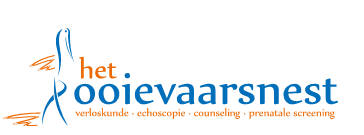 het
ooievaarsnest
verloskunde · echoscopie · counseling · prenatale screening